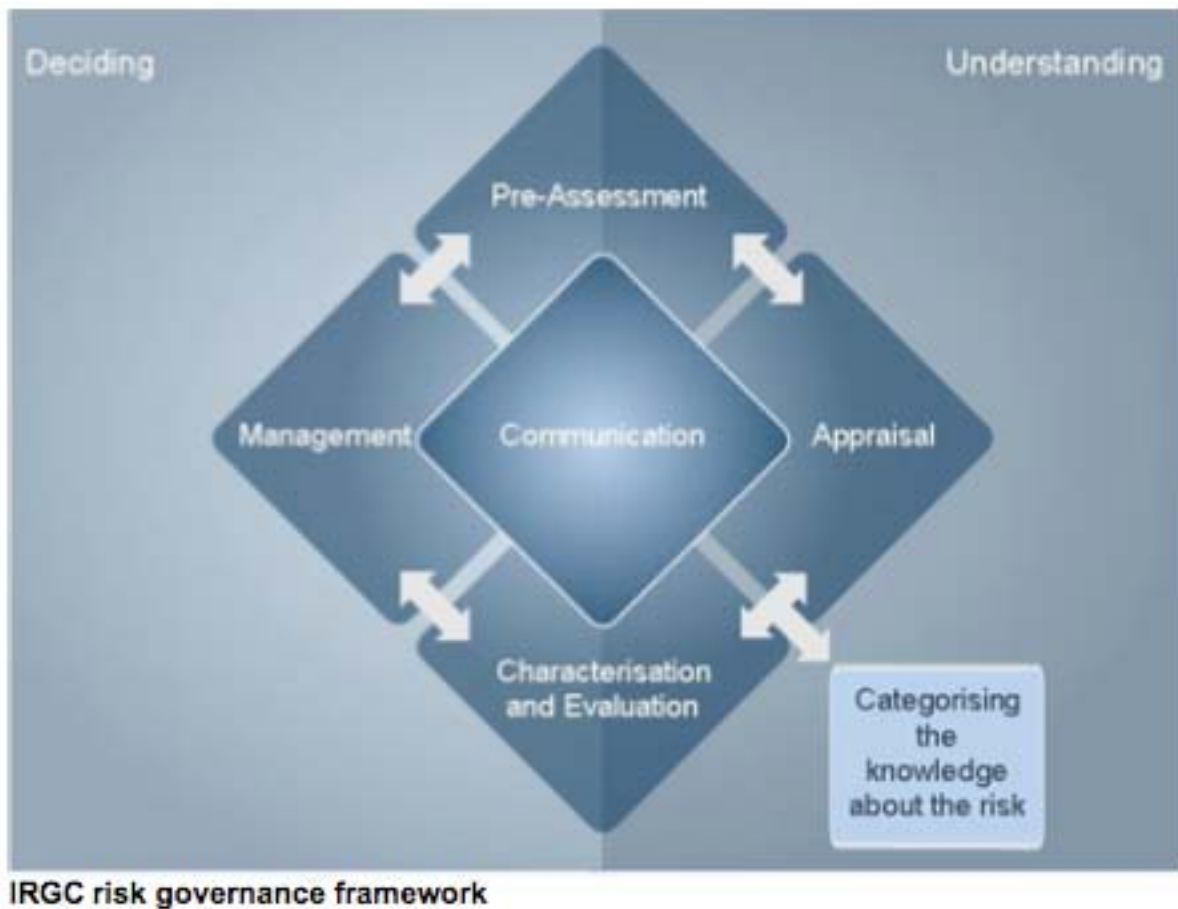 Deciding
Understanding
Pre-Assessment
Management
Communication
Appraisal
Characterisation
and Evaluation
Categorising
the
knowledge
about the risk
IRGC risk governance framework